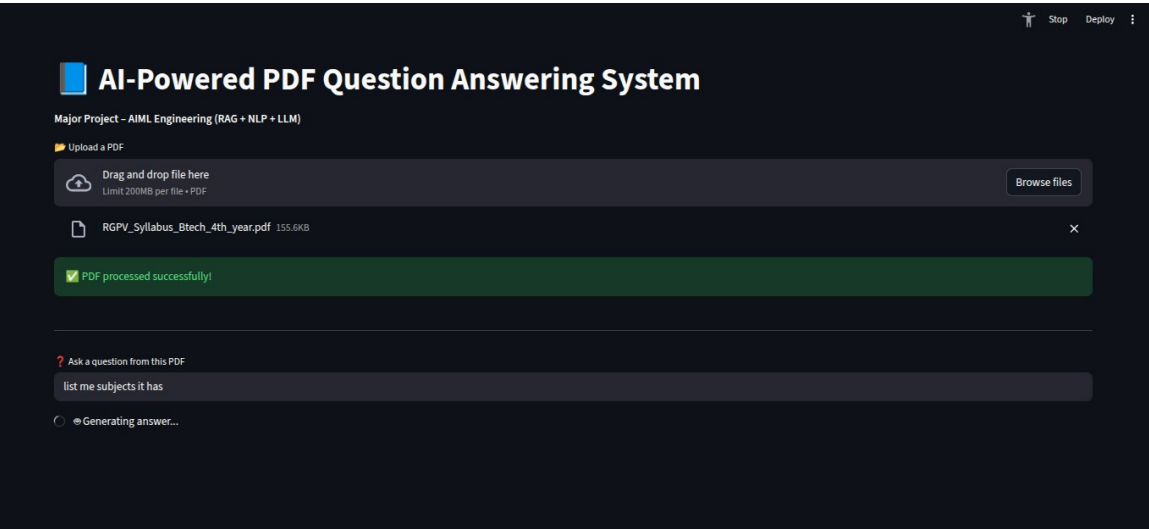 Stop Deploy
📘 AI-Powered PDF Question Answering System
Major Project – AIML Engineering (RAG + NLP + LLM)
📂 Upload a PDF
Drag and drop file here
Limit 200MB per file • PDF
Browse files
RGPV_Syllabus_Btech_4th_year.pdf 155.6KB
✅ PDF processed successfully!
❓ Ask a question from this PDF
list me subjects it has
Generating answer...